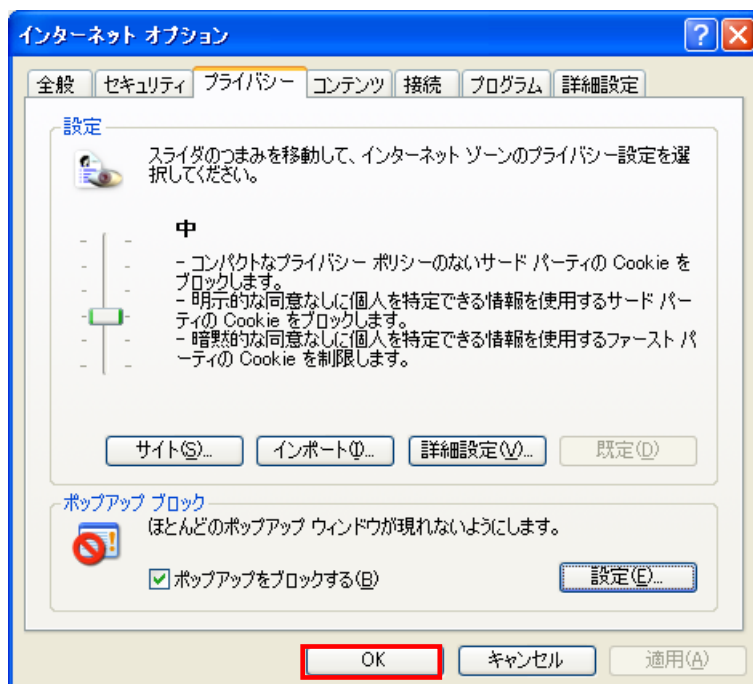 インターネット オプション
全般 セキュリティ プライバシー コンテンツ 接続 プログラム 詳細設定
設定
スライダのつまみを移動して、インターネット ゾーンのプライバシー設定を選
択してください。
中
- コンパクトなプライバシー ポリシーのないサード パーティの Cookie を
ブロックします。
- 明示的な同意なしに個人を特定できる情報を使用するサード パー
ティの Cookie をブロックします。
- 暗黙的な同意なしに個人を特定できる情報を使用するファースト パ
ーティの Cookie を制限します。
サイト(S)... インポート(I)... 詳細設定(V)... 既定(D)
ポップアップ ブロック
ほとんどのポップアップ ウィンドウが現れないようにします。
ポップアップをブロックする(B) 設定(E)...
OK キャンセル 適用(A)